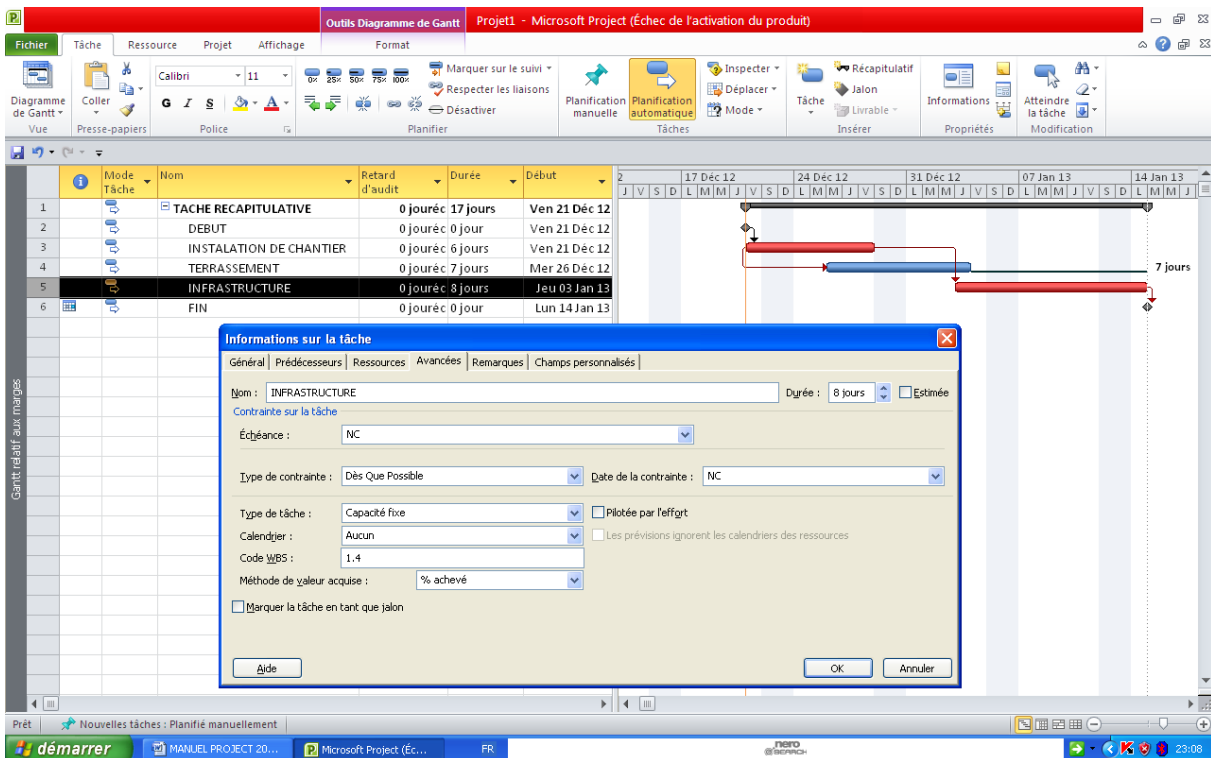 Outils Diagramme de Gantt Projet1 - Microsoft Project (Échec de l'activation du produit)
Fichier Tâche Ressource Projet Affichage Format
Diagramme de Gantt Coller Calibri 11 0% 25% 50% 75% 100% Marquer sur le suivi Respecter les liaisons Désactiver Planification manuelle Planification automatique Inspecter Déplacer Mode Tâche Récapitulatif Jalon Livrable Informations Atteindre la tâche
G I S A
Vue Presse-papiers Police Planifier Tâches Insérer Propriétés Modification
Mode Tâche Nom Retard d'audit Durée Début 2 17 Déc 12 24 Déc 12 31 Déc 12 07 Jan 13 14 Jan 13
J V S D L M M J V S D L M M J V S D L M M J V S D L M M J V S D L M M J
1 TACHE RECAPITULATIVE 0 jouréc 17 jours Ven 21 Déc 12
2 DEBUT 0 jouréc 0 jour Ven 21 Déc 12
3 INSTALATION DE CHANTIER 0 jouréc 6 jours Ven 21 Déc 12
4 TERRASSEMENT 0 jouréc 7 jours Mer 26 Déc 12 7 jours
5 INFRASTRUCTURE 0 jouréc 8 jours Jeu 03 Jan 13
6 FIN 0 jouréc 0 jour Lun 14 Jan 13
Gantt relatif aux marges
Informations sur la tâche
Général Prédécesseurs Ressources Avancées Remarques Champs personnalisés
Nom : INFRASTRUCTURE Durée : 8 jours Estimée
Contrainte sur la tâche
Échéance : NC
Type de contrainte : Dès Que Possible Date de la contrainte : NC
Type de tâche : Capacité fixe Pilotée par l'effort
Calendrier : Aucun Les prévisions ignorent les calendriers des ressources
Code WBS : 1.4
Méthode de valeur acquise : % achevé
Marquer la tâche en tant que jalon
Aide OK Annuler
Prêt Nouvelles tâches : Planifié manuellement
démarrer MANUEL PROJECT 20... Microsoft Project (Éc... FR nero SEARCH 23:08